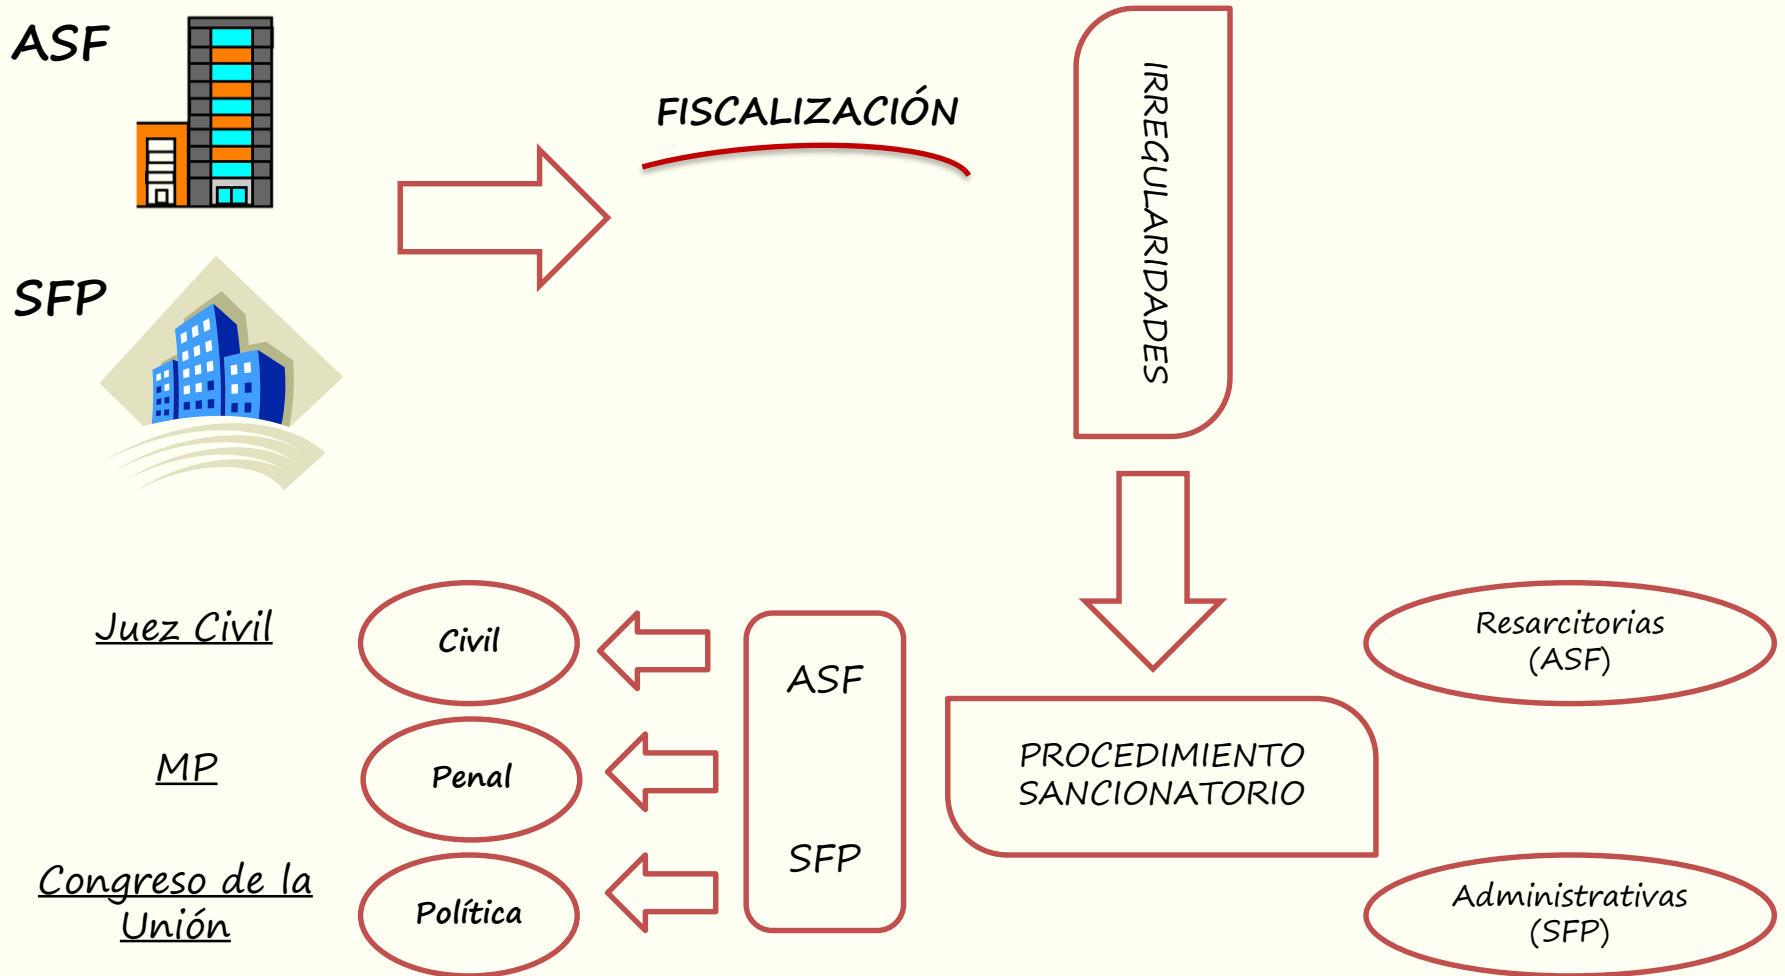 ASF
FISCALIZACIÓN
IRREGULARIDADES
SFP
Juez Civil
Civil
ASF
Resarcitorias
(ASF)
MP
Penal
PROCEDIMIENTO
SANCIONATORIO
Congreso de la
Unión
Política
SFP
Administrativas
(SFP)